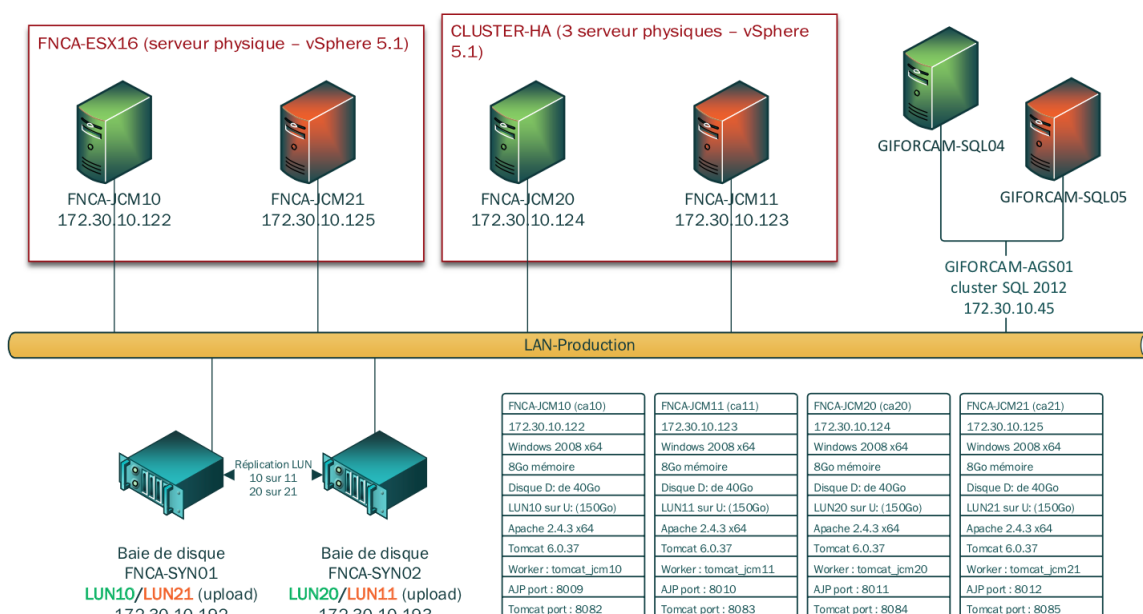 FNCA-ESX16 (serveur physique – vSphere 5.1)
CLUSTER-HA (3 serveur physiques – vSphere
5.1)
FNCA-JCM10
172.30.10.122
FNCA-JCM21
172.30.10.125
FNCA-JCM20
172.30.10.124
FNCA-JCM11
172.30.10.123
GIFORCAM-SQL04
GIFORCAM-SQL05
GIFORCAM-AGS01
cluster SQL 2012
172.30.10.45
LAN-Production
Réplication LUN
10 sur 11
20 sur 21
Baie de disque
FNCA-SYN01
LUN10/LUN21 (upload)
172.30.10.192
Baie de disque
FNCA-SYN02
LUN20/LUN11 (upload)
172.30.10.193
FNCA-JCM10 (ca10)
172.30.10.122
Windows 2008 x64
8Go mémoire
Disque D: de 40Go
LUN10 sur U: (150Go)
Apache 2.4.3 x64
Tomcat 6.0.37
Worker : tomcat_jcm10
AJP port : 8009
Tomcat port : 8082
FNCA-JCM11 (ca11)
172.30.10.123
Windows 2008 x64
8Go mémoire
Disque D: de 40Go
LUN11 sur U: (150Go)
Apache 2.4.3 x64
Tomcat 6.0.37
Worker : tomcat_jcm11
AJP port : 8010
Tomcat port : 8083
FNCA-JCM20 (ca20)
172.30.10.124
Windows 2008 x64
8Go mémoire
Disque D: de 40Go
LUN20 sur U: (150Go)
Apache 2.4.3 x64
Tomcat 6.0.37
Worker : tomcat_jcm20
AJP port : 8011
Tomcat port : 8084
FNCA-JCM21 (ca21)
172.30.10.125
Windows 2008 x64
8Go mémoire
Disque D: de 40Go
LUN21 sur U: (150Go)
Apache 2.4.3 x64
Tomcat 6.0.37
Worker : tomcat_jcm21
AJP port : 8012
Tomcat port : 8085